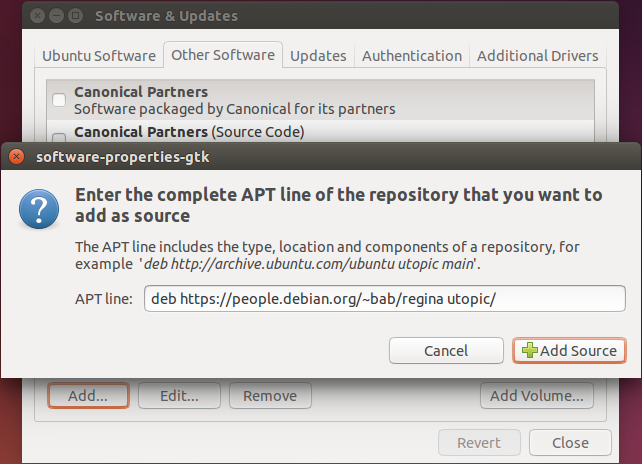 Software & Updates
Ubuntu Software Other Software Updates Authentication Additional Drivers
Canonical Partners
Software packaged by Canonical for its partners
Canonical Partners (Source Code)
software-properties-gtk
Enter the complete APT line of the repository that you want to
add as source
The APT line includes the type, location and components of a repository, for
example 'deb http://archive.ubuntu.com/ubuntu utopic main'.
APT line: deb https://people.debian.org/~bab/regina utopic/
Cancel Add Source
Add... Edit... Remove Add Volume...
Revert Close